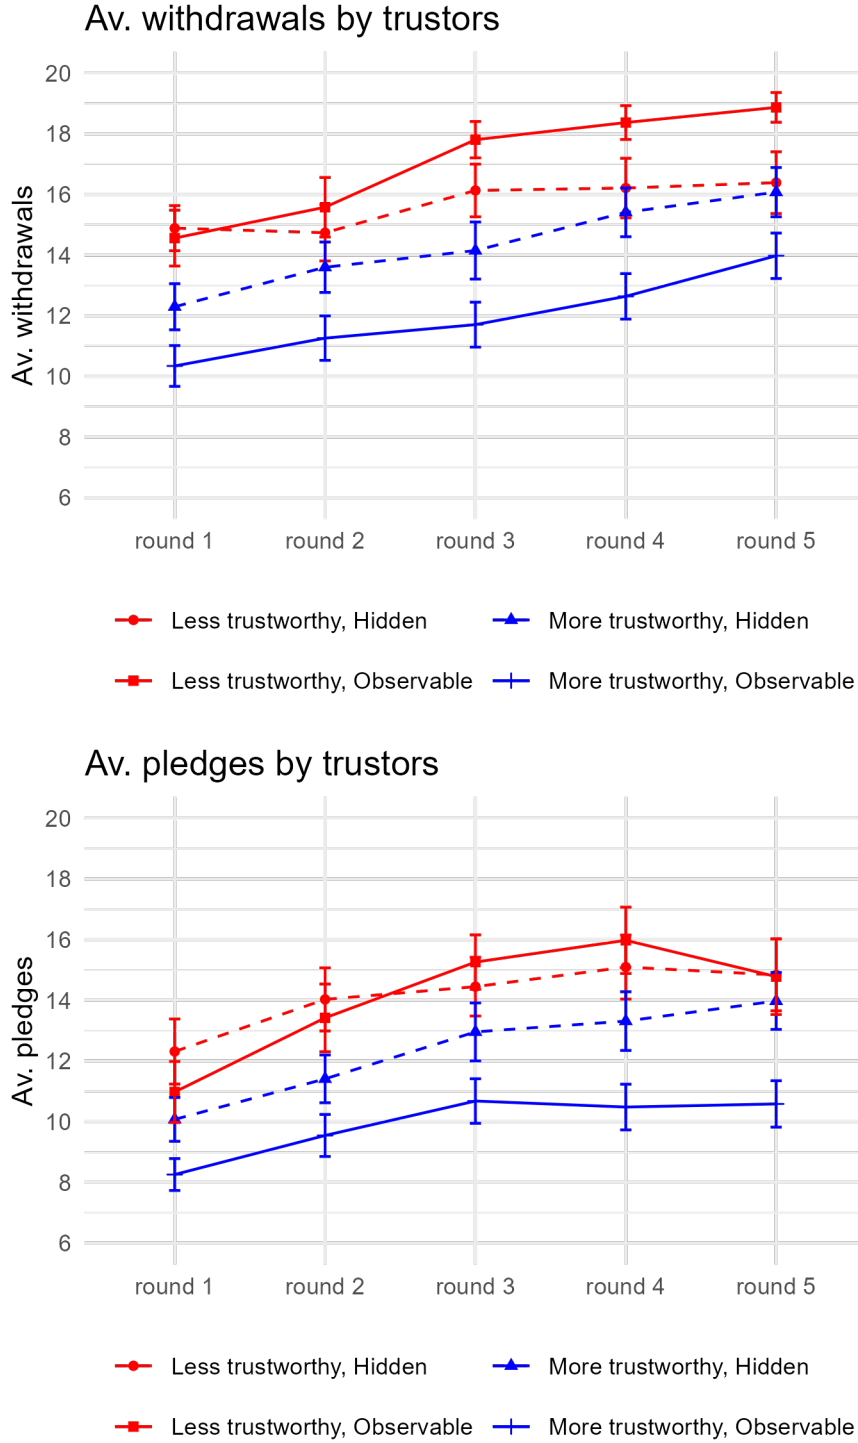 Av. withdrawals by trustors
20
18
16
14
12
10
8
6
Av. withdrawals
round 1 round 2 round 3 round 4 round 5
Less trustworthy, Hidden More trustworthy, Hidden
Less trustworthy, Observable More trustworthy, Observable
Av. pledges by trustors
20
18
16
14
12
10
8
6
Av. pledges
round 1 round 2 round 3 round 4 round 5
Less trustworthy, Hidden More trustworthy, Hidden
Less trustworthy, Observable More trustworthy, Observable